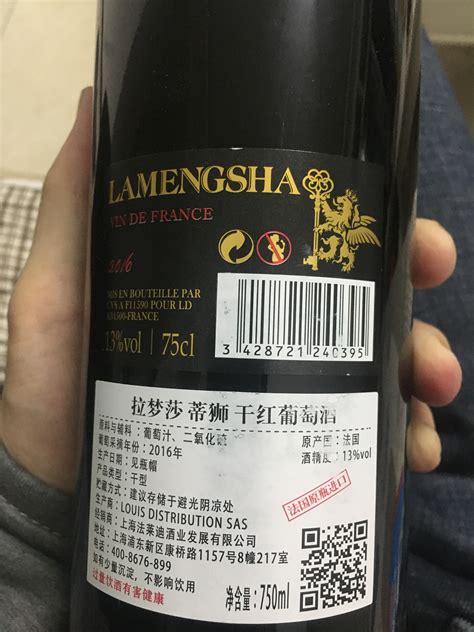 LAMENGSHA
VIN DE FRANCE
2016
MIS EN BOUTEILLE PAR
CVS A F11590 POUR LD
-FRANCE
13%vol | 75cl
3 428721 240395
拉梦莎 蒂狮 干红葡萄酒
原料与辅料：葡萄汁、二氧化硫
原产国：法国
葡萄采摘年份：2016年
酒精度：13%vol
生产日期：见瓶帽
产品类型：干型
贮藏方式：建议存储于避光阴凉处
生产商：LOUIS DISTRIBUTION SAS
经销商：上海法莱迪酒业发展有限公司
地址：上海浦东新区康桥路1157号8幢217室
电话：400-8676-899
如有少量沉淀，不影响饮用
过量饮酒有害健康
法国原瓶进口
净含量：750ml